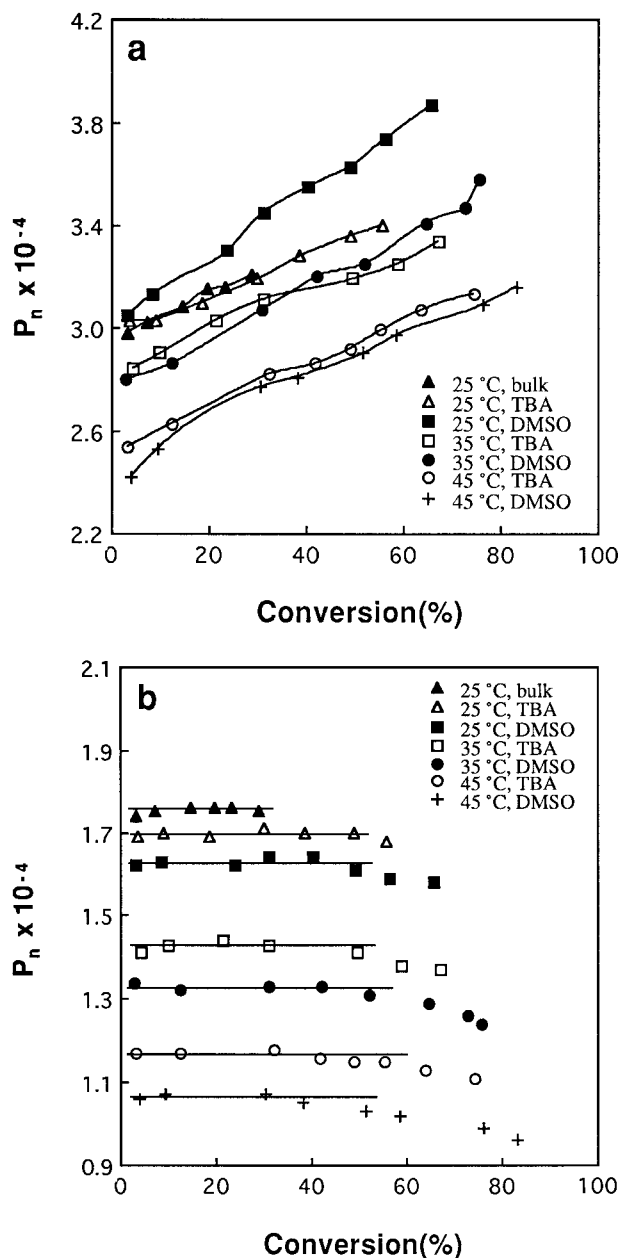 a
P_n x 10^-4
4.2
3.8
3.4
3.0
2.6
2.2
25 °C, bulk
25 °C, TBA
25 °C, DMSO
35 °C, TBA
35 °C, DMSO
45 °C, TBA
45 °C, DMSO
0 20 40 60 80 100
Conversion(%)
b
P_n x 10^-4
2.1
1.9
1.7
1.5
1.3
1.1
0.9
25 °C, bulk
25 °C, TBA
25 °C, DMSO
35 °C, TBA
35 °C, DMSO
45 °C, TBA
45 °C, DMSO
0 20 40 60 80 100
Conversion(%)